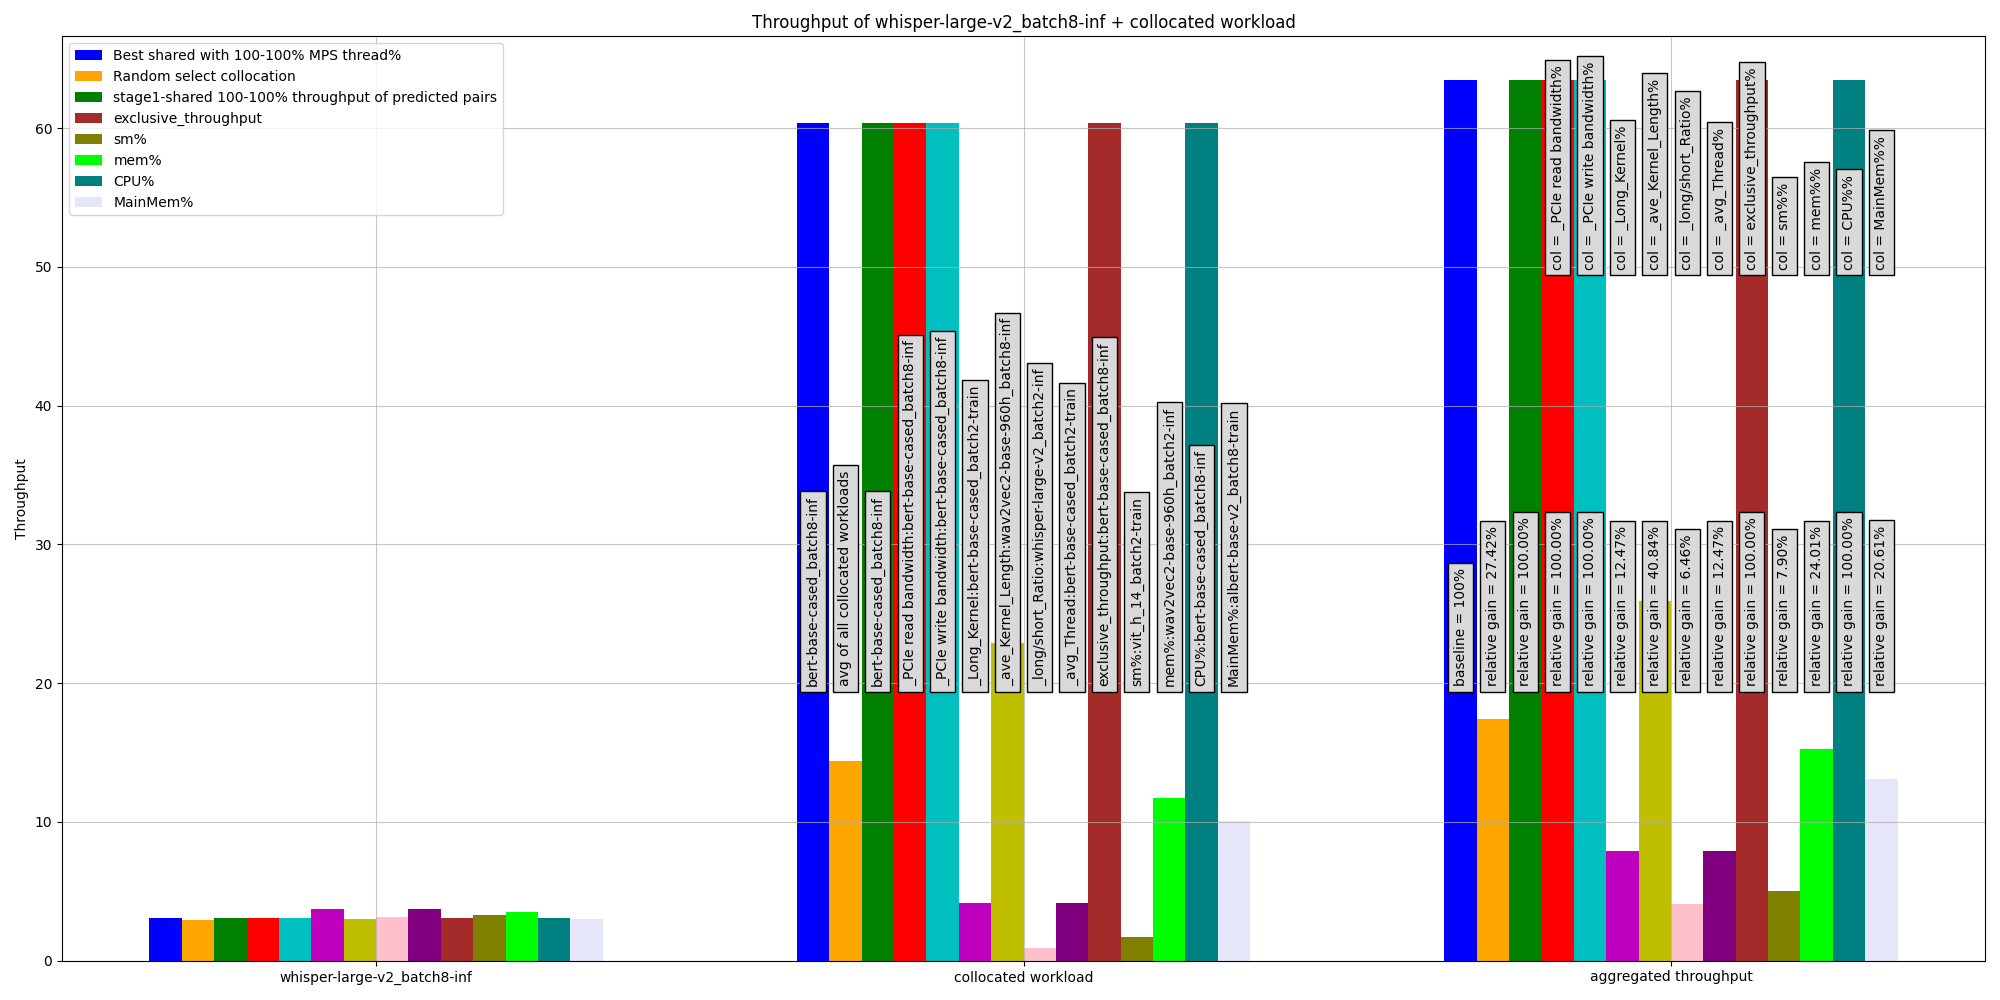 Throughput of whisper-large-v2_batch8-inf + collocated workload
Best shared with 100-100% MPS thread%
Random select collocation
stage1-shared 100-100% throughput of predicted pairs
exclusive_throughput
sm%
mem%
CPU%
MainMem%
Throughput
60
50
40
30
20
10
0
bert-base-cased_batch8-inf
avg of all collocated workloads
bert-base-cased_batch8-inf
_PCIe read bandwidth:bert-base-cased_batch8-inf
_PCIe write bandwidth:bert-base-cased_batch8-inf
_Long_Kernel:bert-base-cased_batch2-train
_ave_Kernel_Length:wav2vec2-base-960h_batch8-inf
_long/short_Ratio:whisper-large-v2_batch2-inf
_avg_Thread:bert-base-cased_batch2-train
exclusive_throughput:bert-base-cased_batch8-inf
sm%:vit_h_14_batch2-train
mem%:wav2vec2-base-960h_batch2-inf
CPU%:bert-base-cased_batch8-inf
MainMem%:albert-base-v2_batch8-train
col = _PCIe read bandwidth%
col = _PCIe write bandwidth%
col = _Long_Kernel%
col = _ave_Kernel_Length%
col = _long/short_Ratio%
col = _avg_Thread%
col = exclusive_throughput%
col = sm%%
col = mem%%
col = CPU%%
col = MainMem%%
baseline = 100%
relative gain = 27.42%
relative gain = 100.00%
relative gain = 100.00%
relative gain = 100.00%
relative gain = 12.47%
relative gain = 40.84%
relative gain = 6.46%
relative gain = 12.47%
relative gain = 100.00%
relative gain = 7.90%
relative gain = 24.01%
relative gain = 100.00%
relative gain = 20.61%
whisper-large-v2_batch8-inf
collocated workload
aggregated throughput